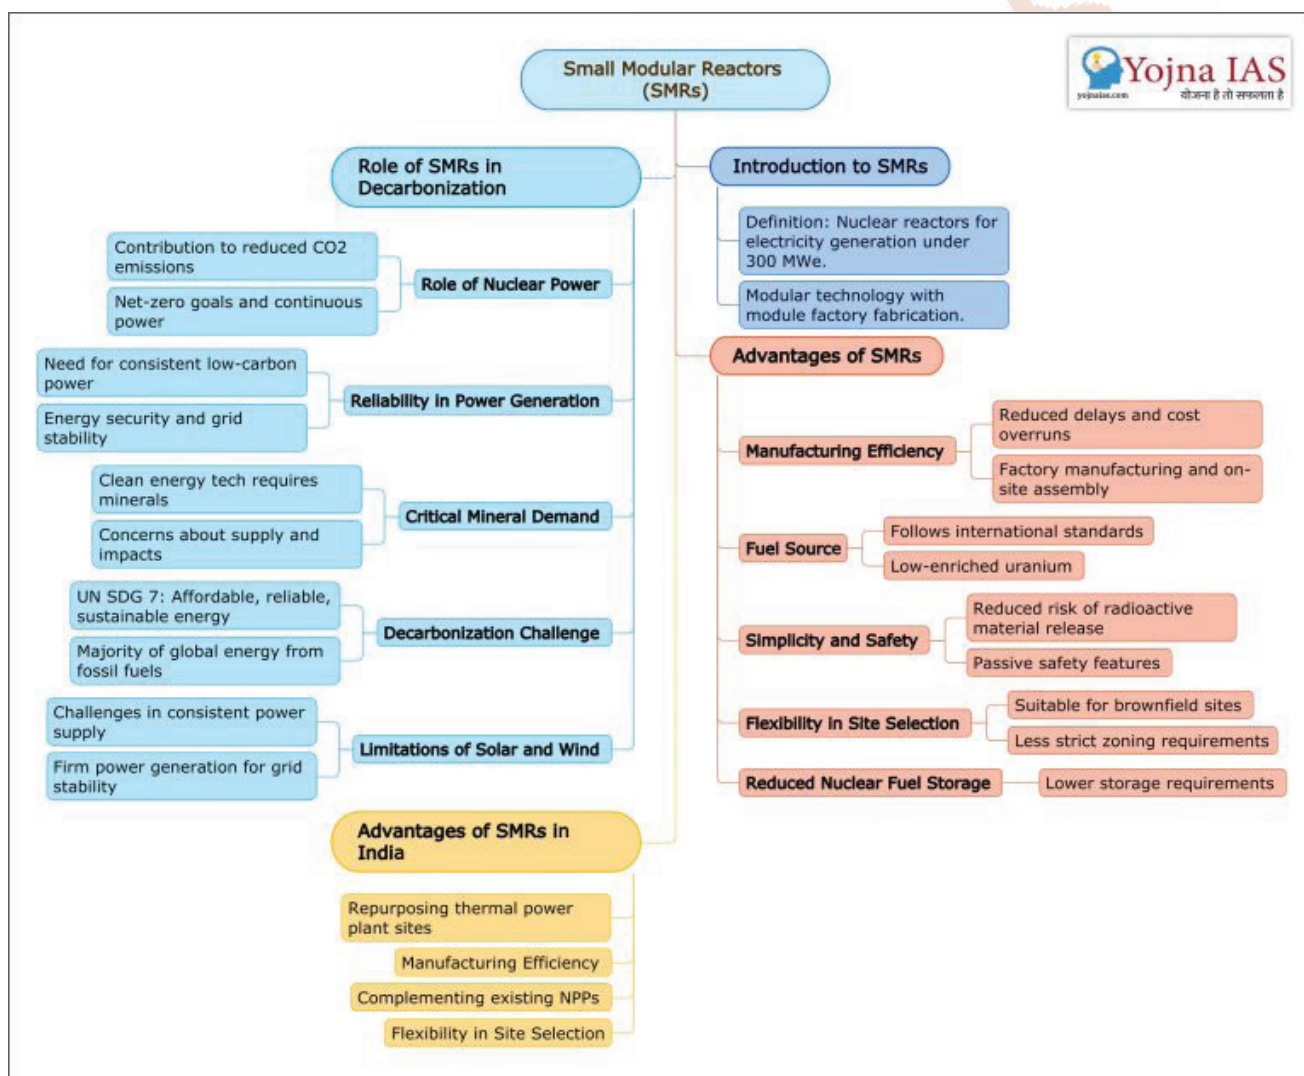 Small Modular Reactors
(SMRs)
Yojna IAS
yojnaias.com
योजना है तो सफलता है
Role of SMRs in
Decarbonization
Contribution to reduced CO2
emissions
Net-zero goals and continuous
power
Role of Nuclear Power
Need for consistent low-carbon
power
Energy security and grid
stability
Reliability in Power Generation
Clean energy tech requires
minerals
Concerns about supply and
impacts
Critical Mineral Demand
UN SDG 7: Affordable, reliable,
sustainable energy
Majority of global energy from
fossil fuels
Decarbonization Challenge
Challenges in consistent power
supply
Firm power generation for grid
stability
Limitations of Solar and Wind
Advantages of SMRs in
India
Repurposing thermal power
plant sites
Manufacturing Efficiency
Complementing existing NPPs
Flexibility in Site Selection
Introduction to SMRs
Definition: Nuclear reactors for
electricity generation under
300 MWe.
Modular technology with
module factory fabrication.
Advantages of SMRs
Manufacturing Efficiency
Reduced delays and cost
overruns
Factory manufacturing and on-
site assembly
Fuel Source
Follows international standards
Low-enriched uranium
Simplicity and Safety
Reduced risk of radioactive
material release
Passive safety features
Flexibility in Site Selection
Suitable for brownfield sites
Less strict zoning requirements
Reduced Nuclear Fuel Storage
Lower storage requirements